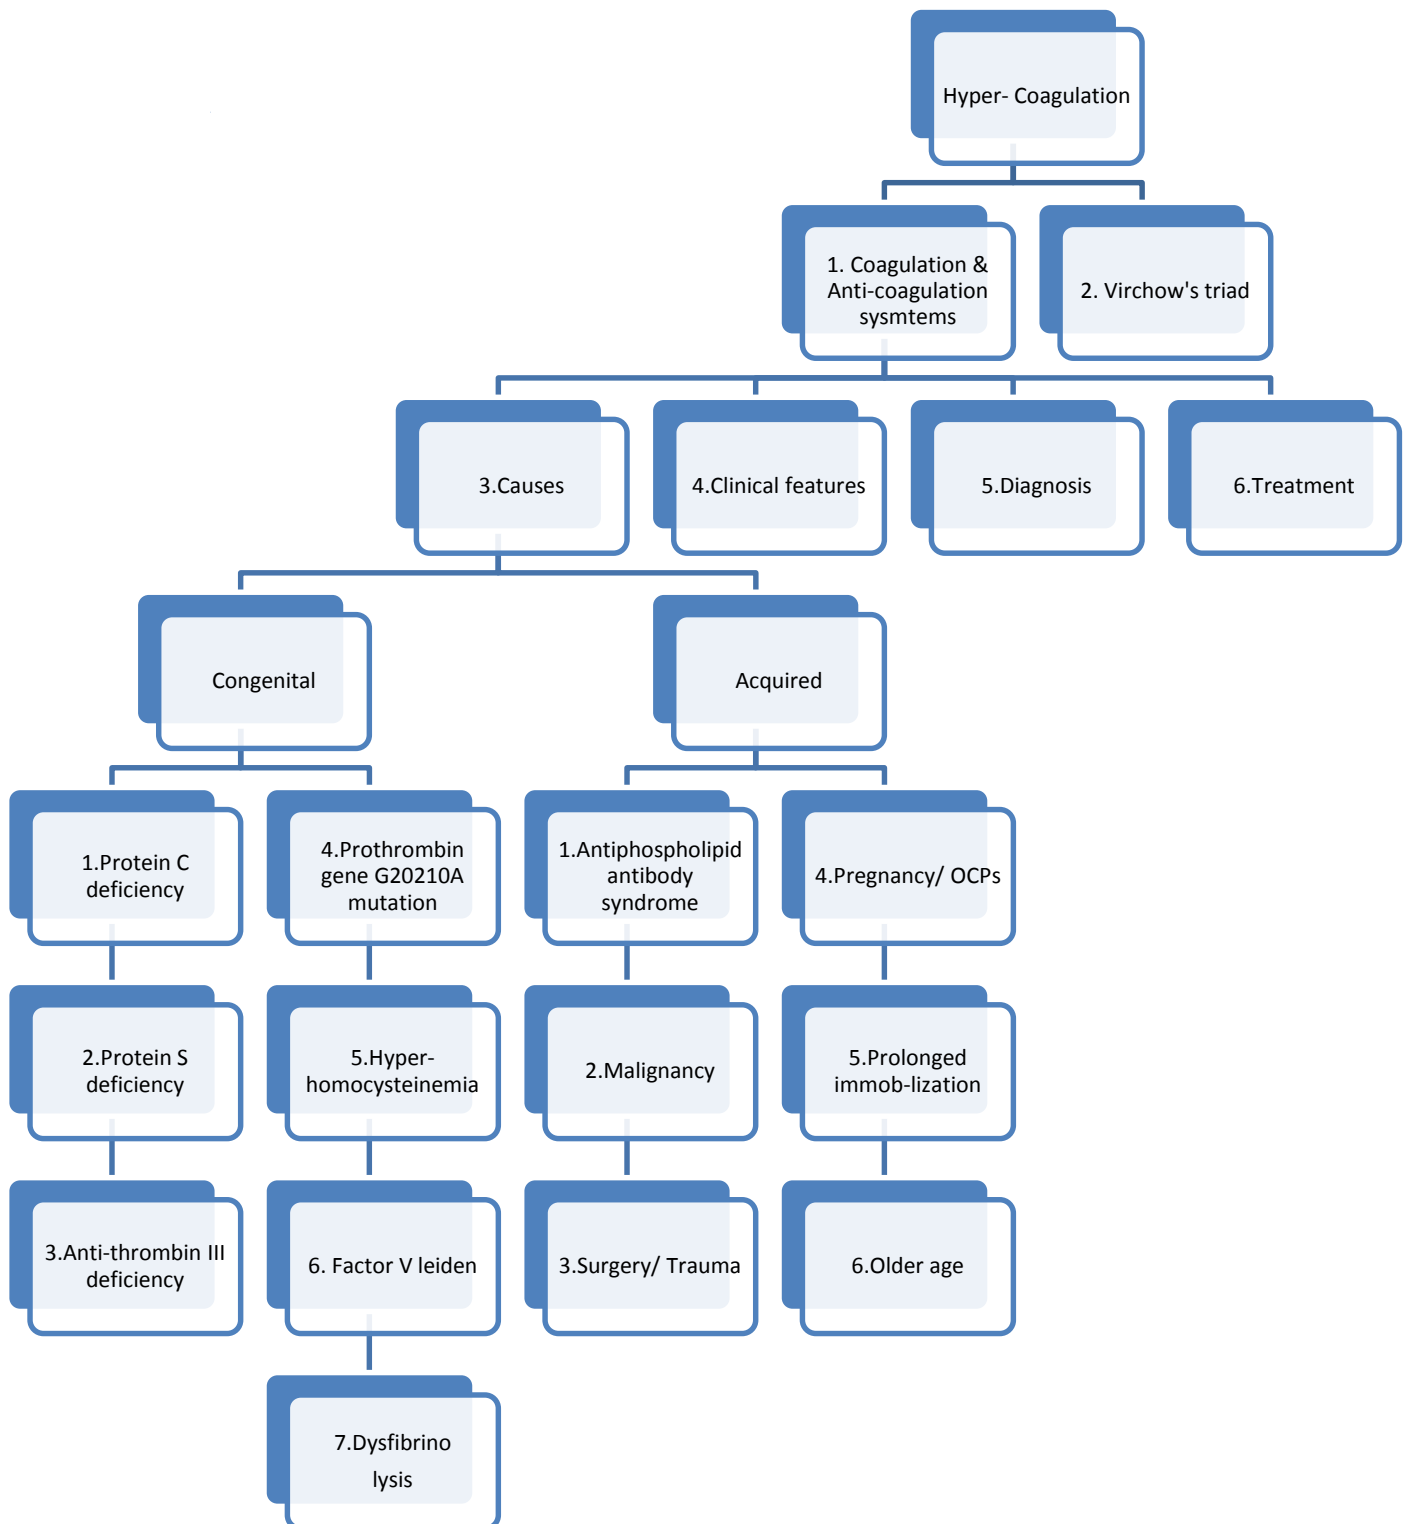 Hyper- Coagulation
1. Coagulation &
Anti-coagulation
sysmtems
2. Virchow's triad
3.Causes
4.Clinical features
5.Diagnosis
6.Treatment
Congenital
Acquired
1.Protein C
deficiency
4.Prothrombin
gene G20210A
mutation
1.Antiphospholipid
antibody
syndrome
4.Pregnancy/ OCPs
2.Protein S
deficiency
5.Hyper-
homocysteinemia
2.Malignancy
5.Prolonged
immob-lization
3.Anti-thrombin III
deficiency
6. Factor V leiden
3.Surgery/ Trauma
6.Older age
7.Dysfibrino
lysis